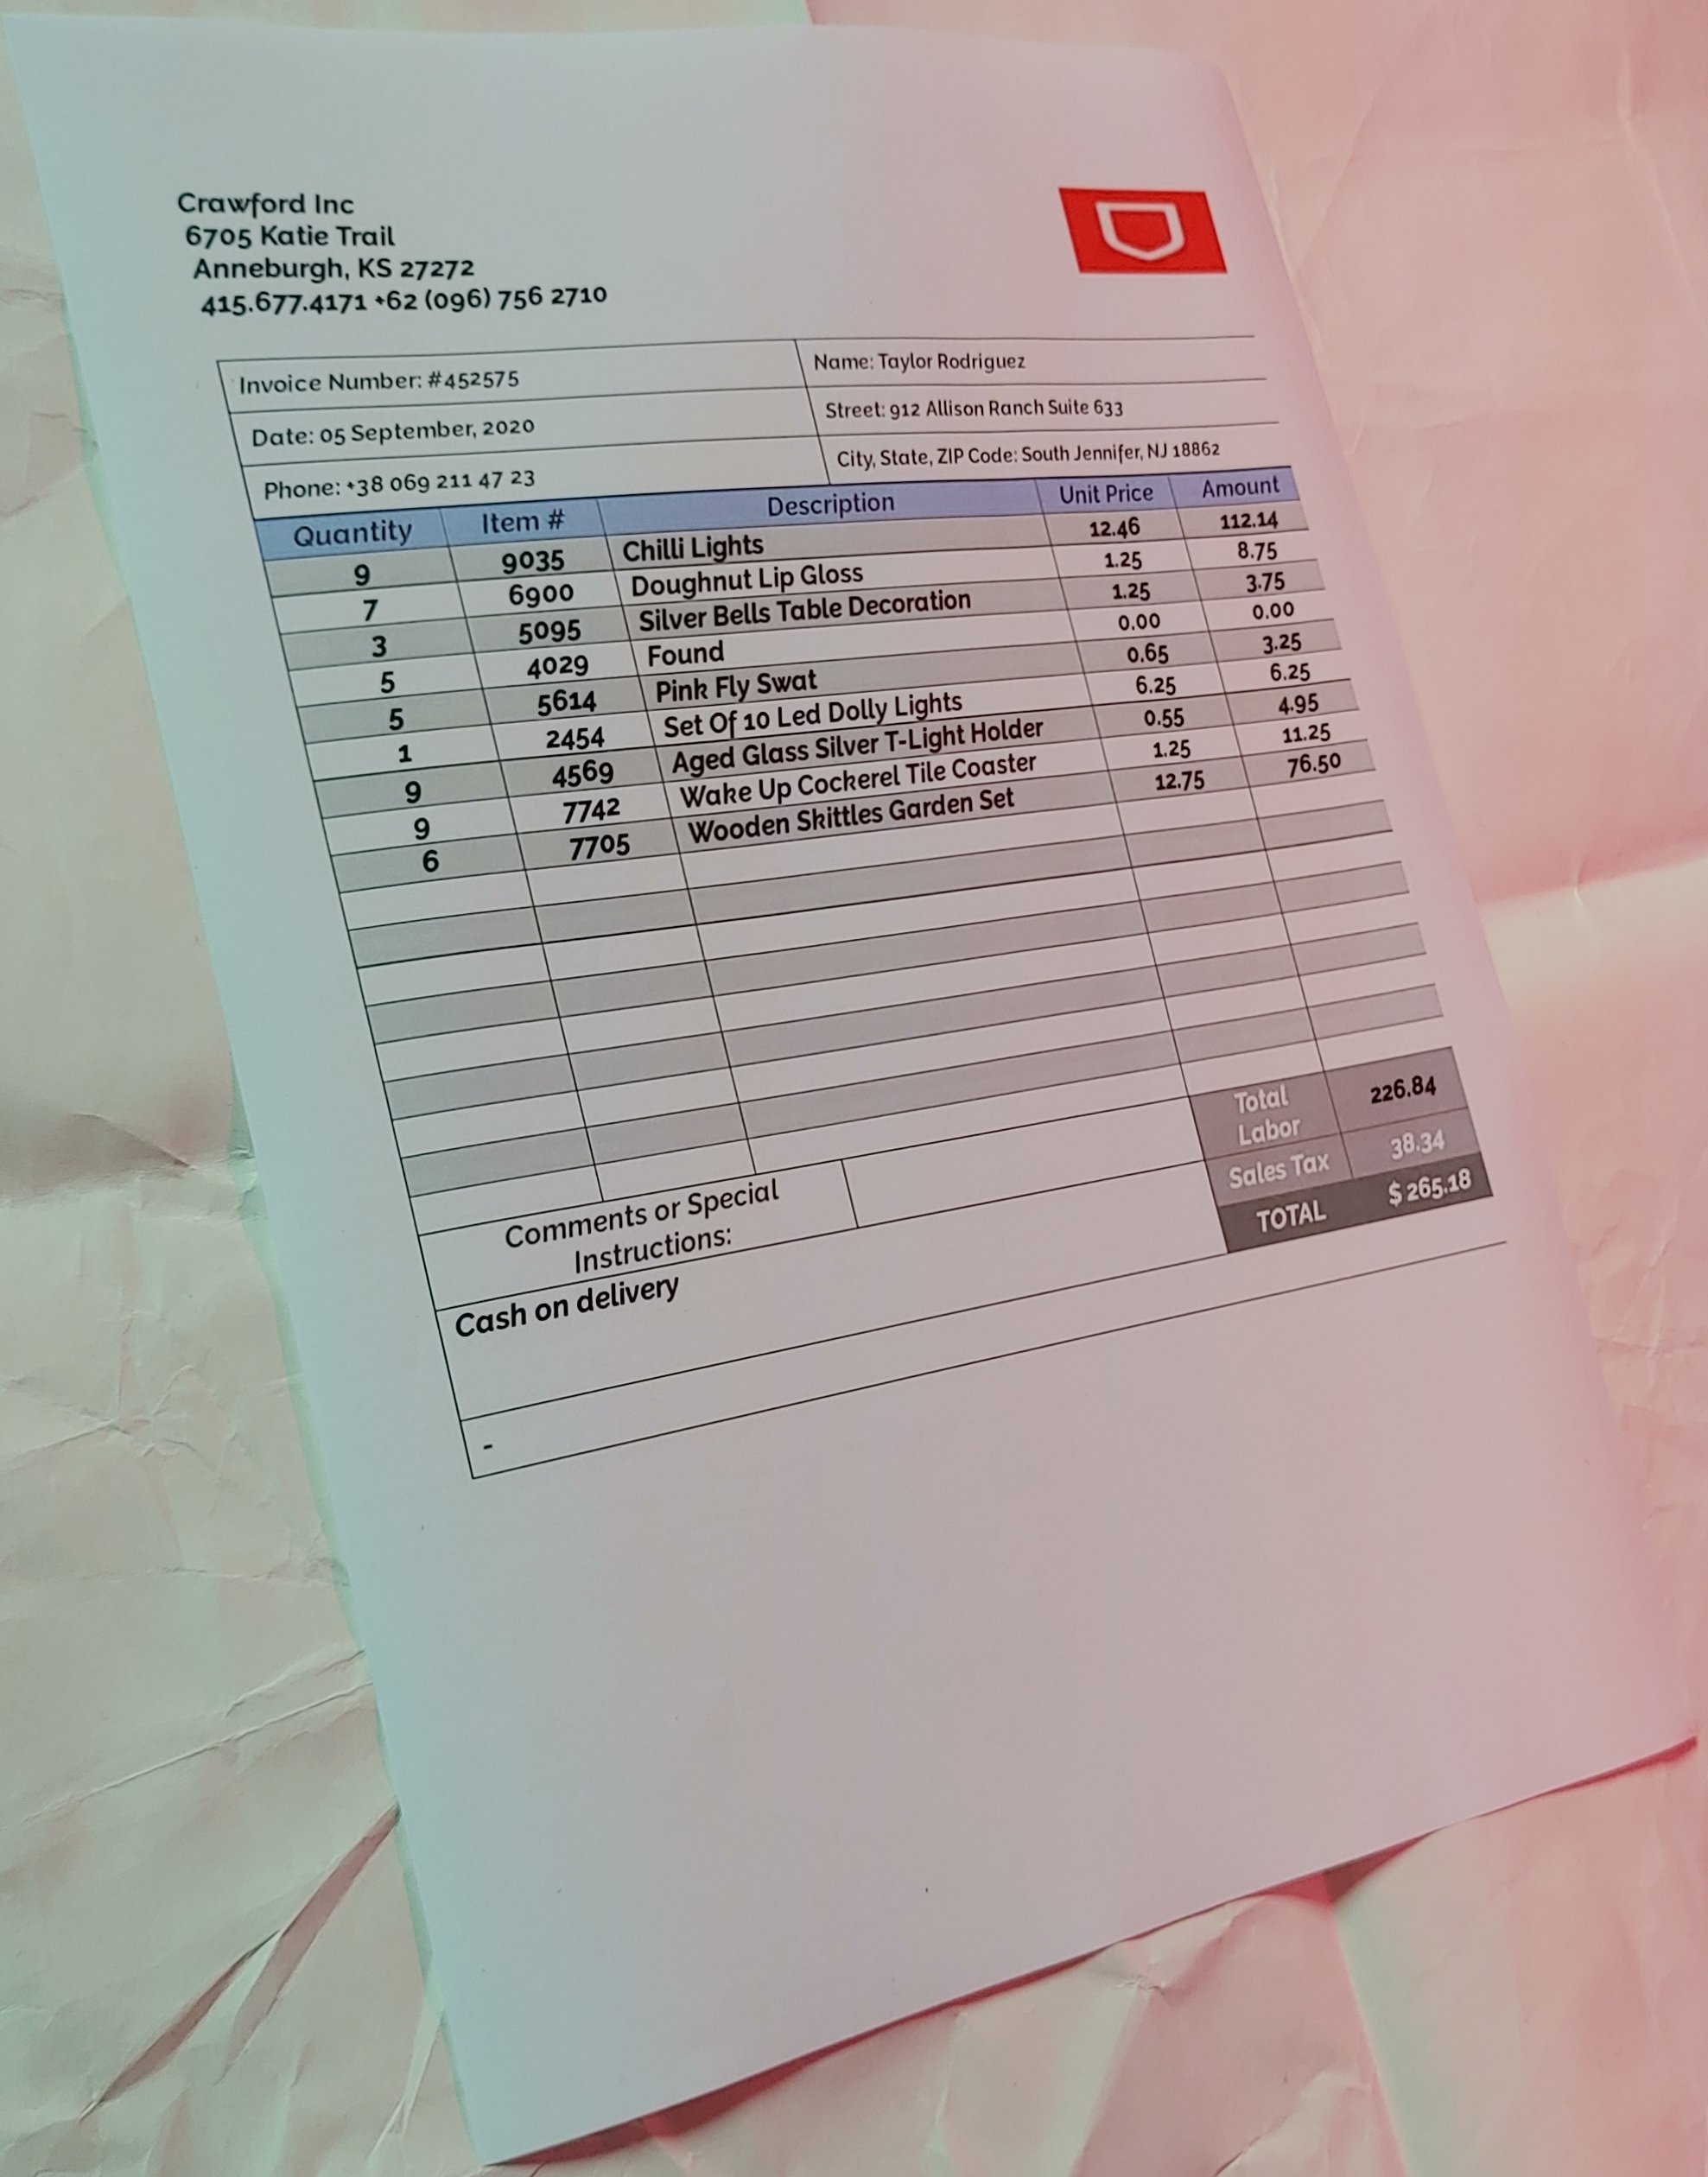 Crawford Inc
6705 Katie Trail
Anneburgh, KS 27272
415.677.4171 +62 (096) 756 2710
Invoice Number: #452575 Name: Taylor Rodriguez
Date: 05 September, 2020 Street: 912 Allison Ranch Suite 633
Phone: +38 069 211 47 23 City, State, ZIP Code: South Jennifer, NJ 18862
Quantity Item # Description Unit Price Amount
9 9035 Chilli Lights 12.46 112.14
7 6900 Doughnut Lip Gloss 1.25 8.75
3 5095 Silver Bells Table Decoration 1.25 3.75
5 4029 Found 0.00 0.00
5 5614 Pink Fly Swat 0.65 3.25
1 2454 Set Of 10 Led Dolly Lights 6.25 6.25
9 4569 Aged Glass Silver T-Light Holder 0.55 4.95
9 7742 Wake Up Cockerel Tile Coaster 1.25 11.25
6 7705 Wooden Skittles Garden Set 12.75 76.50
Total
Labor 226.84
Sales Tax 38.34
TOTAL $ 265.18
Comments or Special
Instructions:
Cash on delivery
-